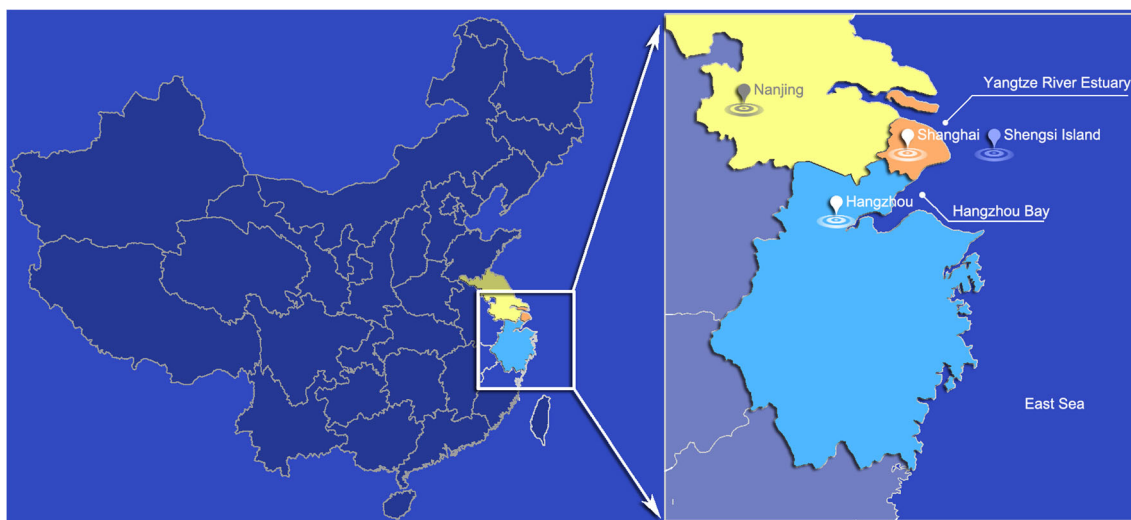 Nanjing
Yangtze River Estuary
Shanghai
Shengsi Island
Hangzhou
Hangzhou Bay
East Sea